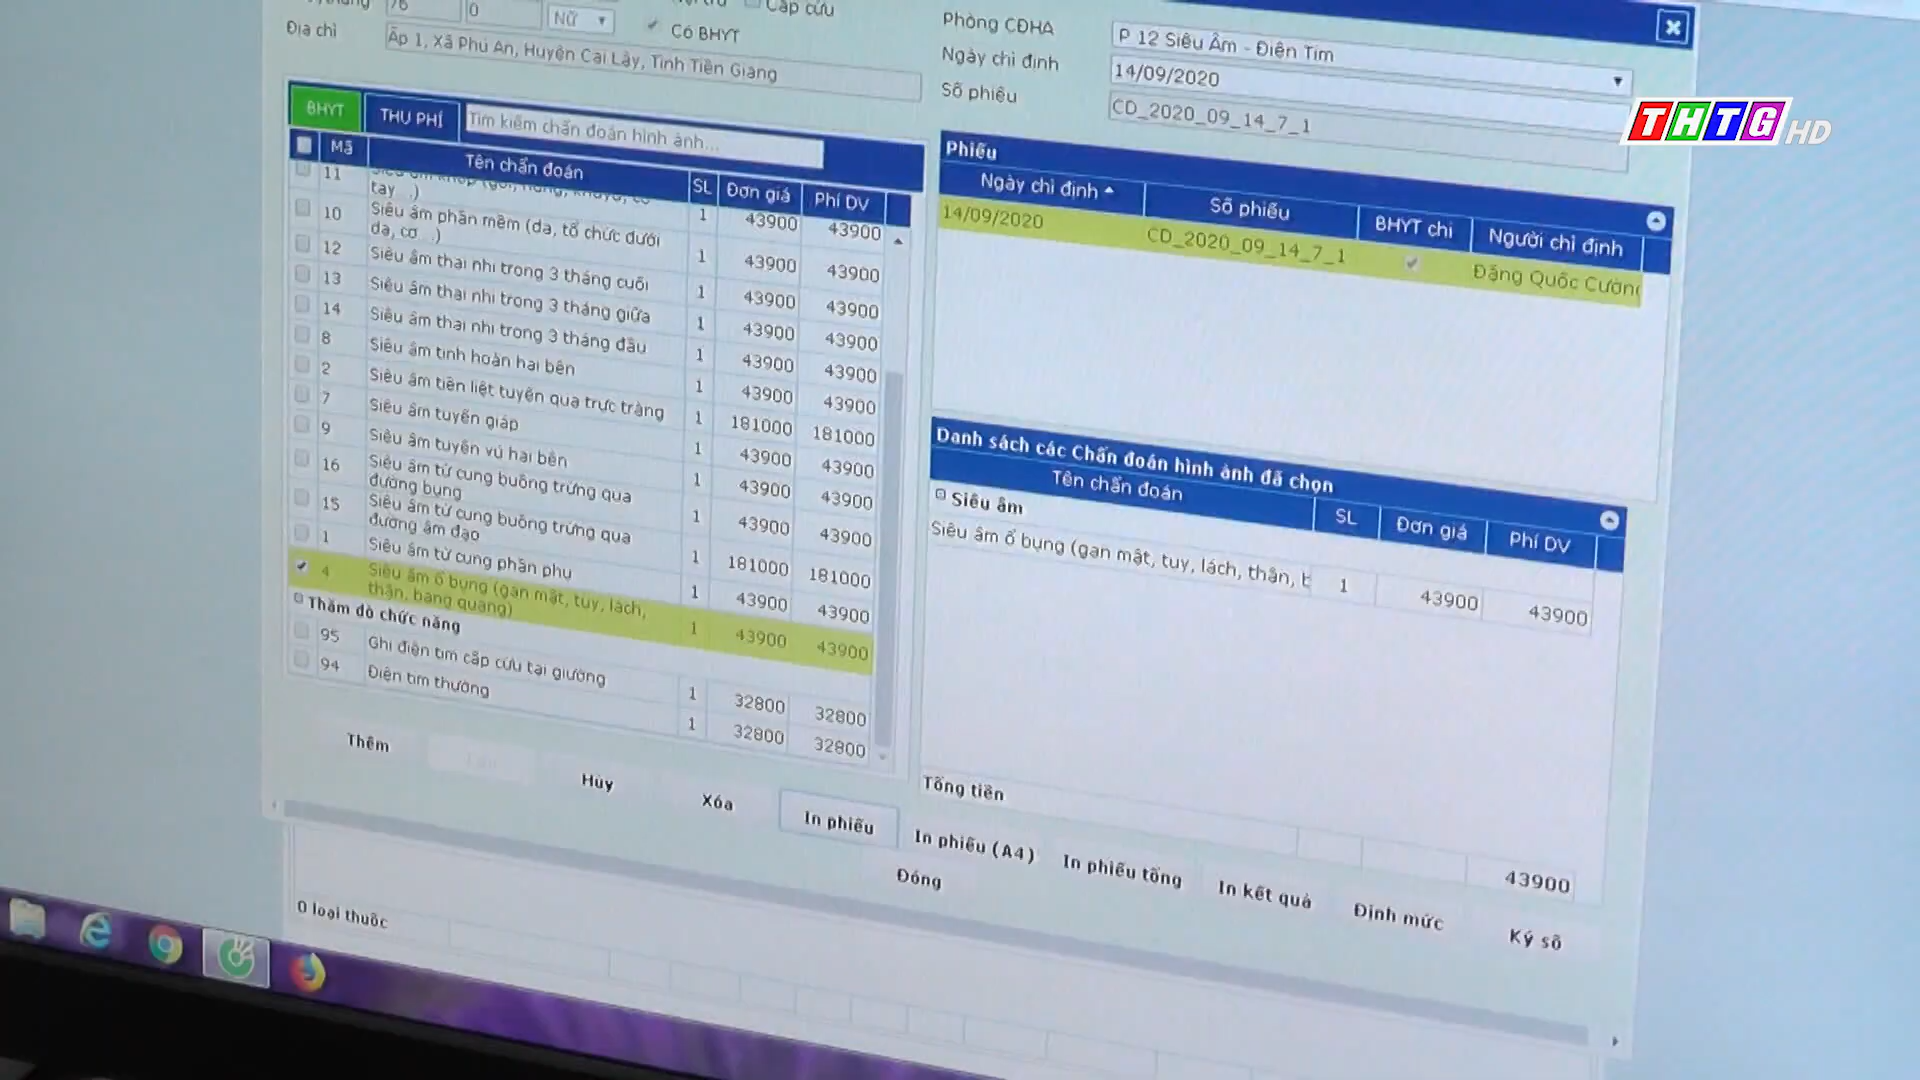 76
0
Nữ
Cấp cứu
Có BHYT
Địa chỉ
Ấp 1, Xã Phú An, Huyện Cai Lậy, Tỉnh Tiền Giang
Phòng CĐHA
P 12 Siêu Âm - Điện Tim
Ngày chỉ định
14/09/2020
Số phiếu
CD_2020_09_14_7_1
THTG HD
BHYT
THU PHÍ
Tìm kiếm chẩn đoán hình ảnh...
Mã Tên chẩn đoán SL Đơn giá Phí DV
11
tay ...) 1 43900 43900
10 Siêu âm phần mềm (da, tổ chức dưới
da, cơ...) 1 43900 43900
12 Siêu âm thai nhi trong 3 tháng cuối 1 43900 43900
13 Siêu âm thai nhi trong 3 tháng giữa 1 43900 43900
14 Siêu âm thai nhi trong 3 tháng đầu 1 43900 43900
8 Siêu âm tinh hoàn hai bên 1 43900 43900
2 Siêu âm tiền liệt tuyến qua trực tràng 1 181000 181000
7 Siêu âm tuyến giáp 1 43900 43900
9 Siêu âm tuyến vú hai bên 1 43900 43900
16 Siêu âm tử cung buồng trứng qua
đường bụng 1 43900 43900
15 Siêu âm tử cung buồng trứng qua
đường âm đạo 1 181000 181000
1 Siêu âm tử cung phần phụ 1 43900 43900
4 Siêu âm ổ bụng (gan mật, tụy, lách,
thận, bàng quang) 1 43900 43900
Thăm dò chức năng
95 Ghi điện tim cấp cứu tại giường 1 32800 32800
94 Điện tim thường 1 32800 32800
Phiếu
Ngày chỉ định Số phiếu BHYT chi Người chỉ định
14/09/2020 CD_2020_09_14_7_1 Đặng Quốc Cường
Danh sách các Chẩn đoán hình ảnh đã chọn
Tên chẩn đoán SL Đơn giá Phí DV
Siêu âm
Siêu âm ổ bụng (gan mật, tụy, lách, thận, b 1 43900 43900
Tổng tiền
43900
Thêm
Hủy
Xóa
In phiếu
In phiếu (A4)
In phiếu tổng
In kết quả
Định mức
Ký số
Đóng
0 loại thuốc